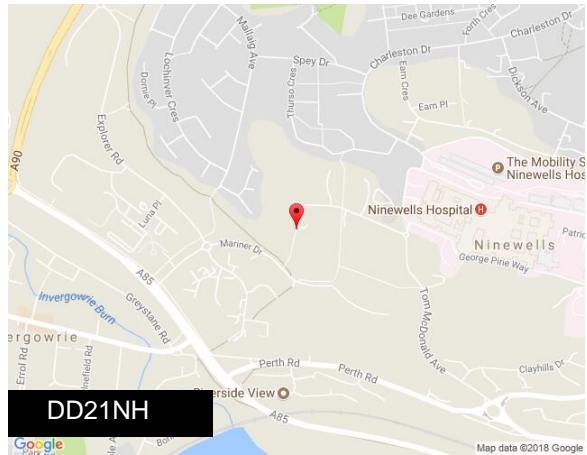 Dee Gardens
Forth Cres
Mallaig Ave
Charleston Dr
Spey Dr
Charleston Dr
Lochinver Cres
Thurso Cres
Earn Cres
Dickson Ave
Dornie Pl
Earn Pl
A90
Explorer Rd
The Mobility S
Ninewells Hos
Luna Pl
Ninewells Hospital
H
P
Patric
Ninewells
Mariner Dr
George Pirie Way
A85
Invergowrie Burn
Greystane Rd
Tom McDonald Ave
ergowrie
Errol Rd
Perth Rd
Perth Rd
Clayhills Dr
Riverside View
DD21NH
A85
Google
Map data ©2018 Google